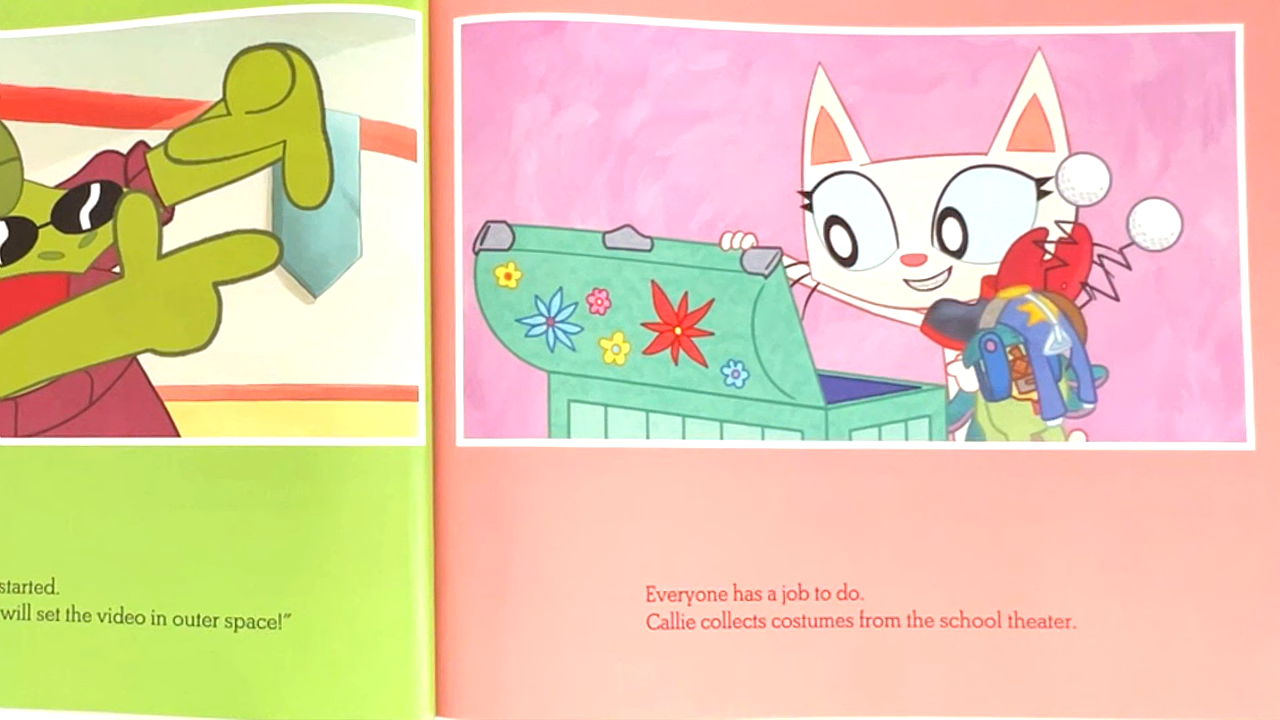 started.
will set the video in outer space!”
Everyone has a job to do.
Callie collects costumes from the school theater.